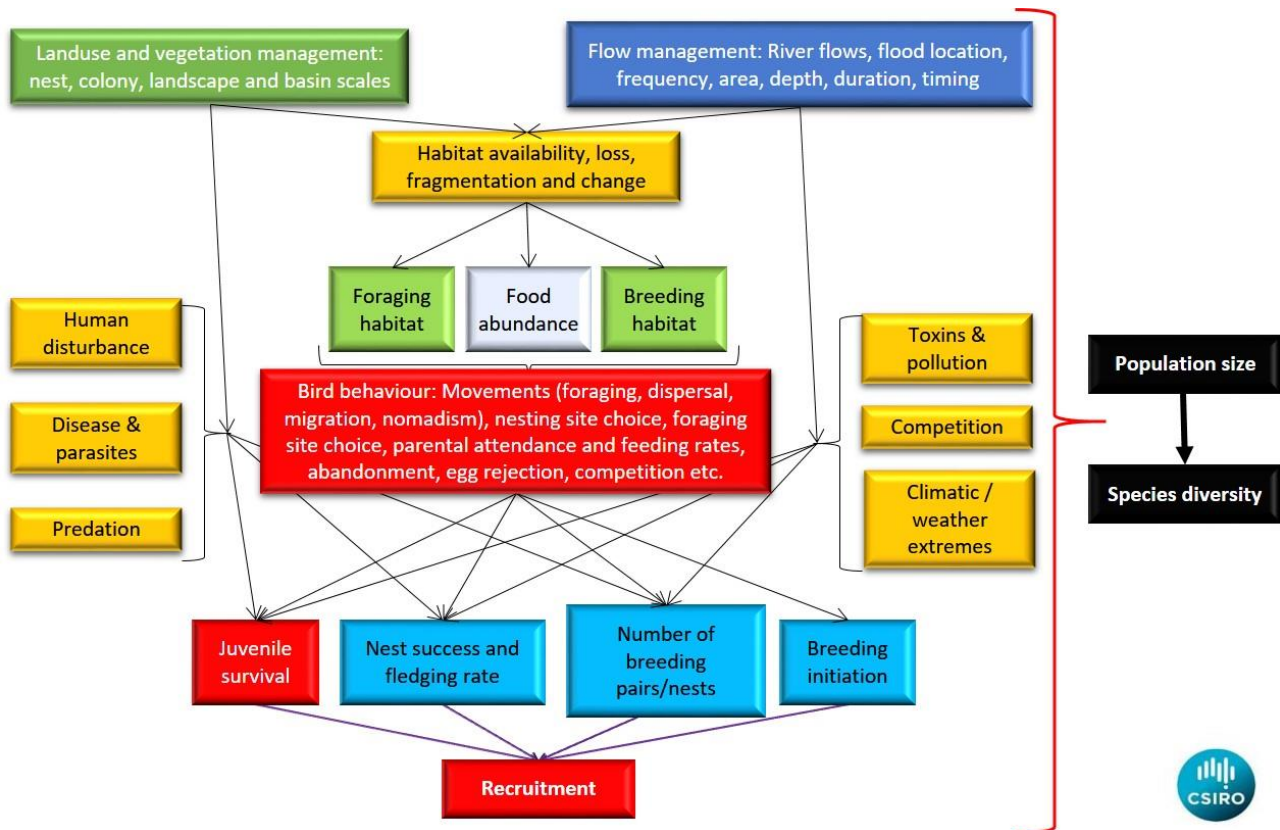 Landuse and vegetation management:
nest, colony, landscape and basin scales
Flow management: River flows, flood location,
frequency, area, depth, duration, timing
Habitat availability, loss,
fragmentation and change
Foraging
habitat
Food
abundance
Breeding
habitat
Human
disturbance
Disease &
parasites
Predation
Toxins &
pollution
Competition
Climatic /
weather
extremes
Bird behaviour: Movements (foraging, dispersal,
migration, nomadism), nesting site choice, foraging
site choice, parental attendance and feeding rates,
abandonment, egg rejection, competition etc.
Population size
Species diversity
Juvenile
survival
Nest success and
fledging rate
Number of
breeding
pairs/nests
Breeding
initiation
Recruitment
CSIRO